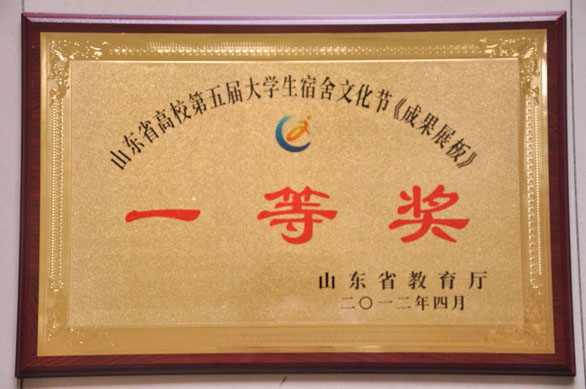 山东省高校第五届大学生宿舍文化节《成果展板》
一等奖
山东省教育厅
二〇一二年四月